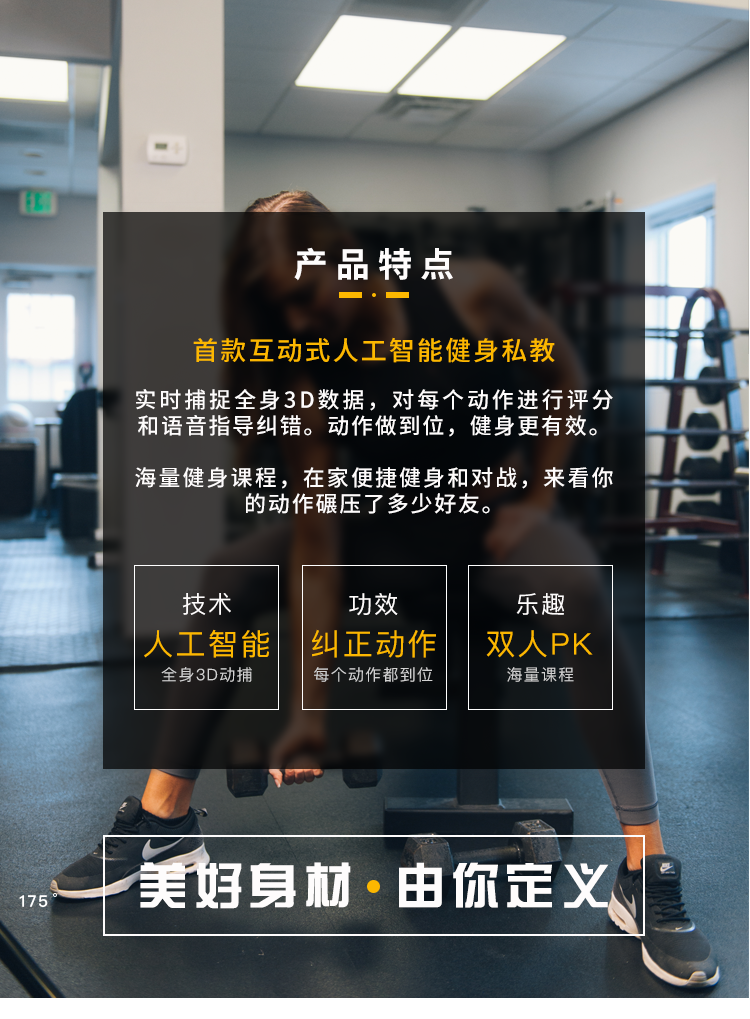 产品特点
首款互动式人工智能健身私教
实时捕捉全身3D数据，对每个动作进行评分
和语音指导纠错。动作做到位，健身更有效。
海量健身课程，在家便捷健身和对战，来看你
的动作碾压了多少好友。
技术
人工智能
全身3D动捕
功效
纠正动作
每个动作都到位
乐趣
双人PK
海量课程
美好身材·由你定义
175°